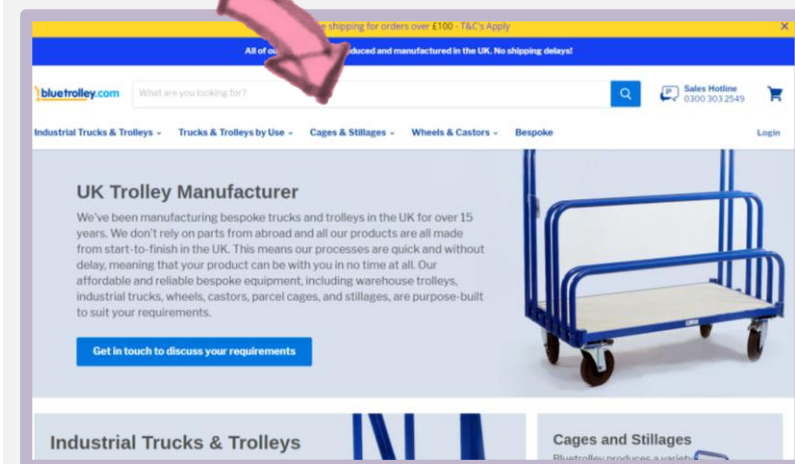 shipping for orders over £100 - T&C's Apply
All of duced and manufactured in the UK. No shipping delays!
bluetrolley.com
What are you looking for?
Sales Hotline
0300 303 2549
Industrial Trucks & Trolleys
Trucks & Trolleys by Use
Cages & Stillages
Wheels & Castors
Bespoke
Login
UK Trolley Manufacturer
We've been manufacturing bespoke trucks and trolleys in the UK for over 15
years. We don't rely on parts from abroad and all our products are all made
from start-to-finish in the UK. This means our processes are quick and without
delay, meaning that your product can be with you in no time at all. Our
affordable and reliable bespoke equipment, including warehouse trolleys,
industrial trucks, wheels, castors, parcel cages, and stillages, are purpose-built
to suit your requirements.
Get in touch to discuss your requirements
Industrial Trucks & Trolleys
Cages and Stillages
Bluetrolley produces a variety